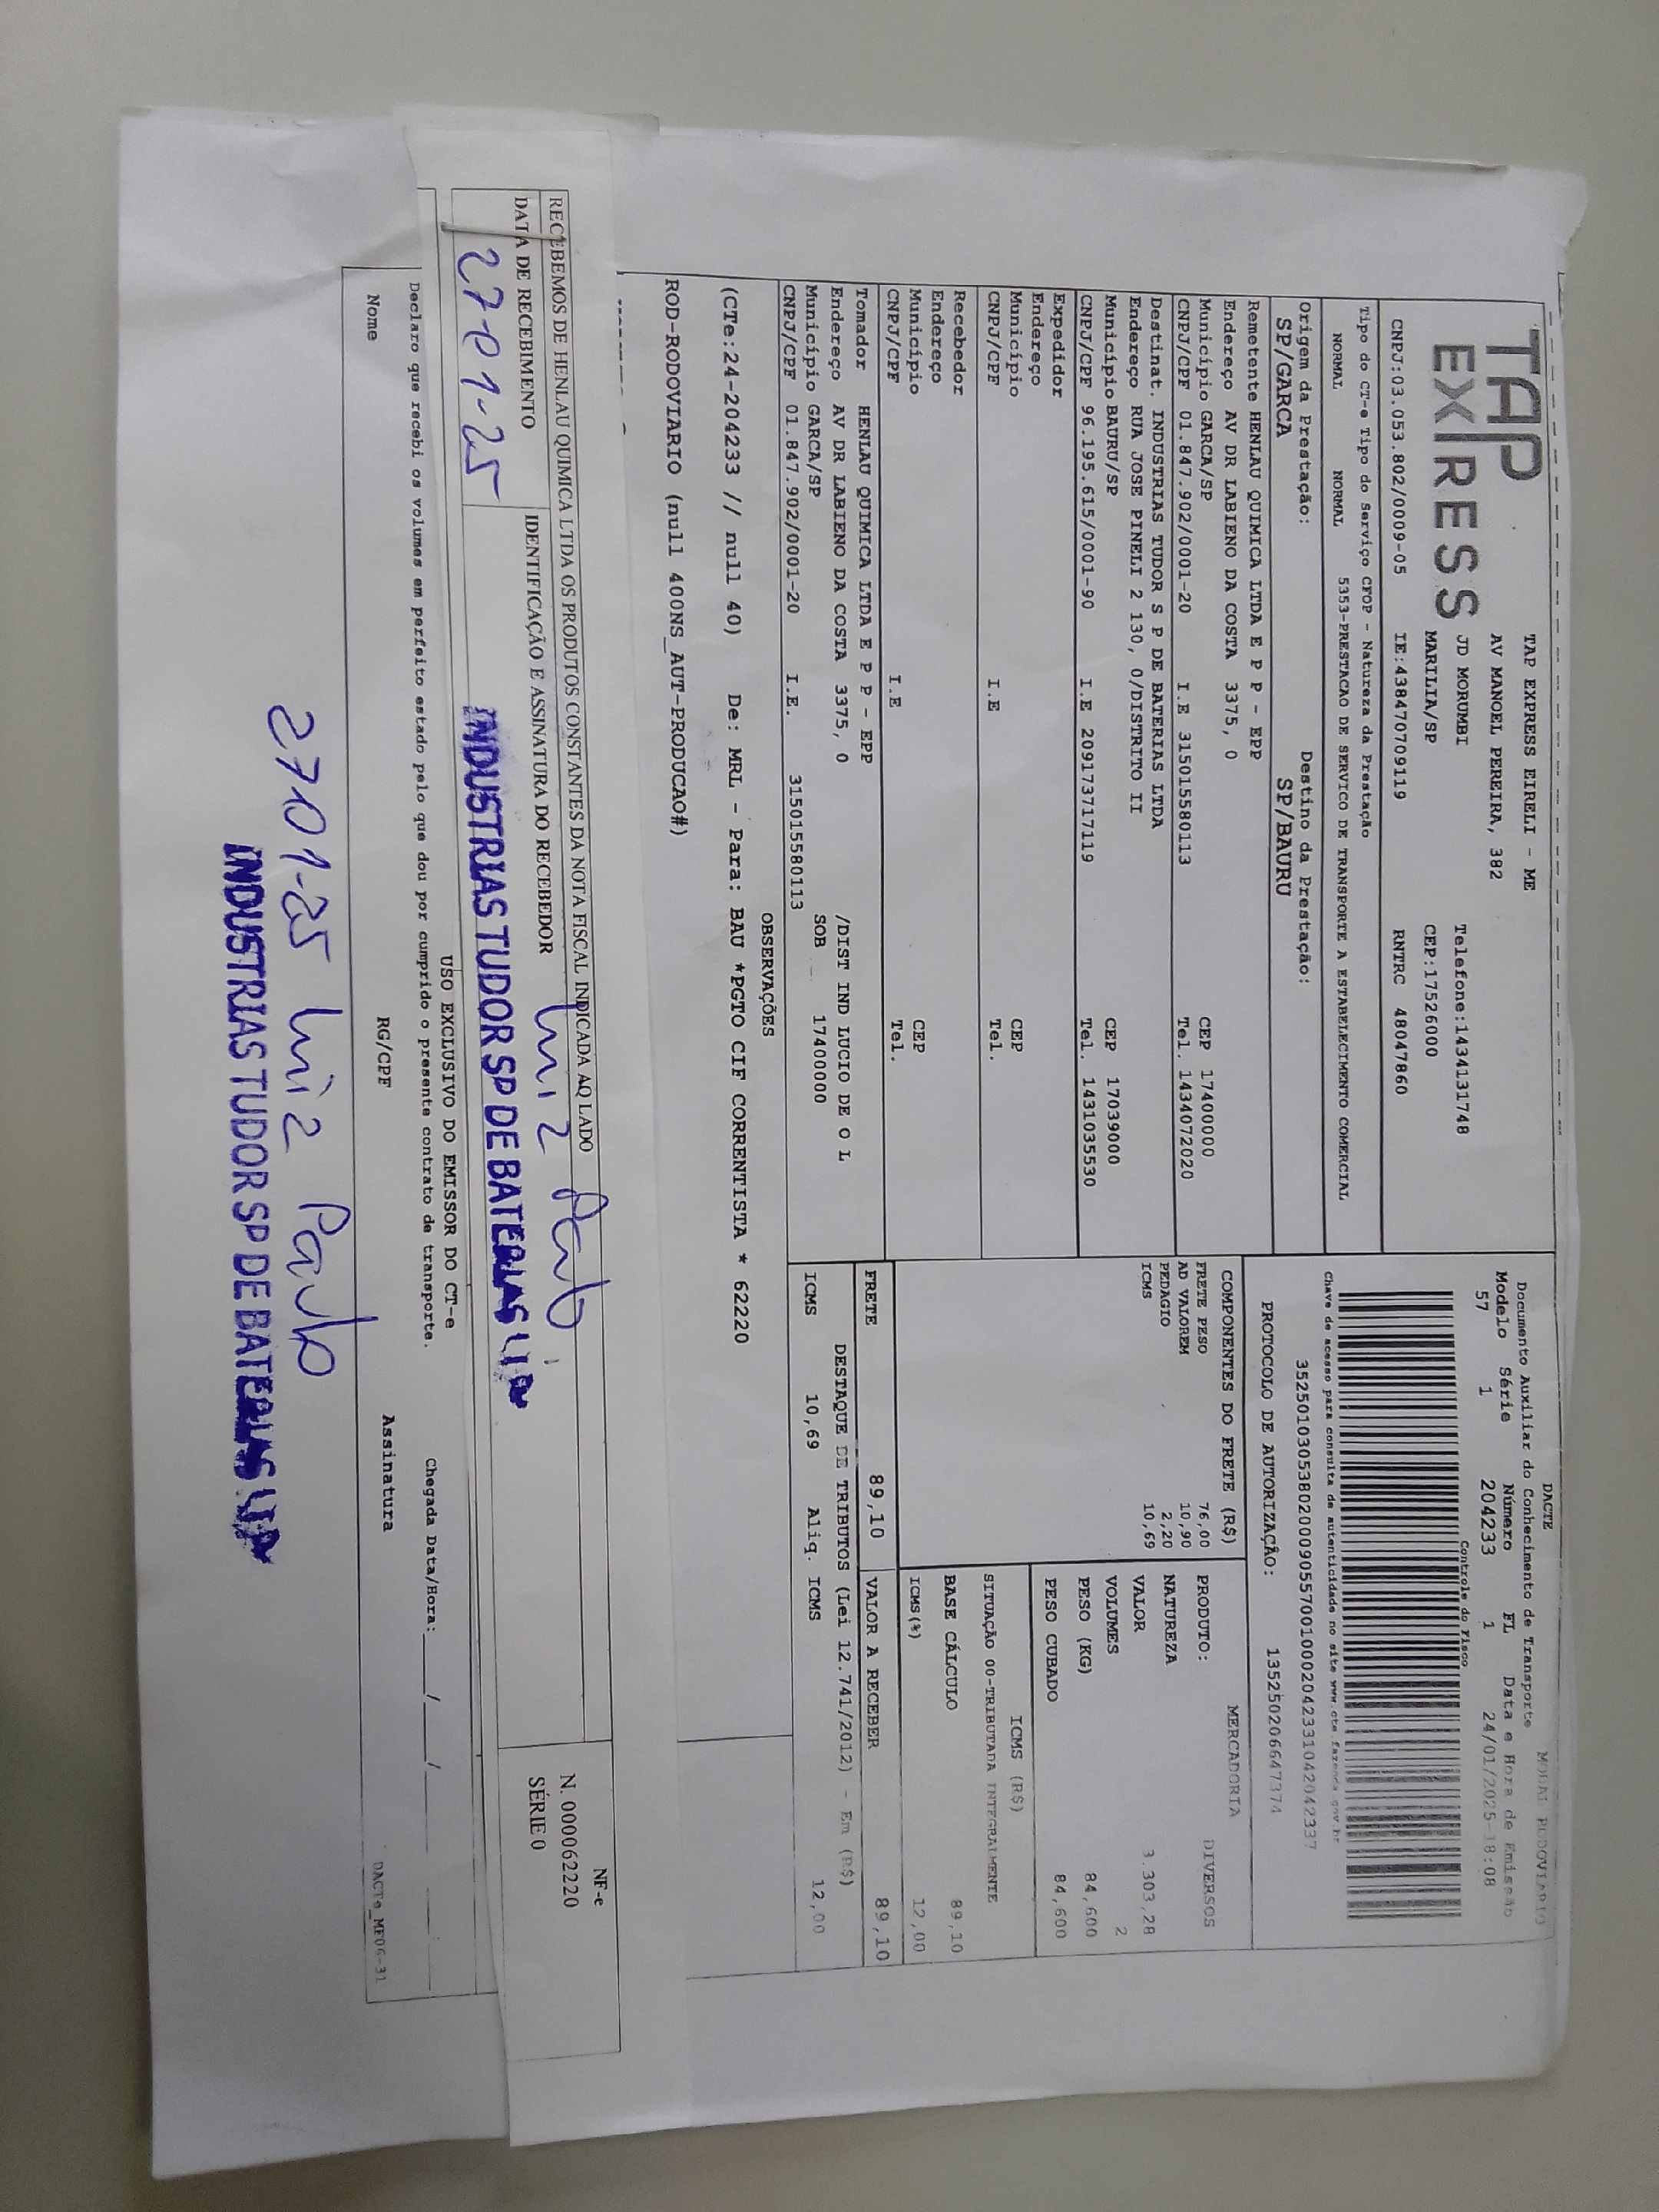 TAP
EXPRESS
TAP EXPRESS EIRELI - ME
AV MANOEL PEREIRA, 382
JD MORUMBI Telefone:1434131748
MARILIA/SP CEP:17526000
CNPJ:03.053.802/0009-05 IE:438470709119 RNTRC 48047860
DACTE MODAL RODOVIARIO
Documento Auxiliar do Conhecimento de Transporte
Modelo Série Número FL Data e Hora de Emissão
57 1 204233 1 24/01/2025-18:08
Controle do Fisco
Chave de acesso para consulta de autenticidade no site www.cte.fazenda.gov.br
35250103053802000905570010002042331042042337
PROTOCOLO DE AUTORIZAÇÃO: 135250206647374
Tipo do CT-e Tipo do Serviço CFOP - Natureza da Prestação
NORMAL NORMAL 5353-PRESTACAO DE SERVICO DE TRANSPORTE A ESTABELECIMENTO COMERCIAL
Origem da Prestação: Destino da Prestação:
SP/GARCA SP/BAURU
Remetente HENLAU QUIMICA LTDA E P P - EPP
Endereço AV DR LABIENO DA COSTA 3375, 0
Município GARCA/SP CEP 17400000
CNPJ/CPF 01.847.902/0001-20 I.E 315015580113 Tel. 1434072020
Destinat. INDUSTRIAS TUDOR S P DE BATERIAS LTDA
Endereço RUA JOSE PINELI 2 130, 0/DISTRITO II
Município BAURU/SP CEP 17039000
CNPJ/CPF 96.195.615/0001-90 I.E 209173717119 Tel. 1431035530
Expedidor
Endereço
Município CEP
CNPJ/CPF I.E Tel.
Recebedor
Endereço
Município CEP
CNPJ/CPF I.E Tel.
Tomador HENLAU QUIMICA LTDA E P P - EPP
Endereço AV DR LABIENO DA COSTA 3375, 0 /DIST IND LUCIO DE O L
Município GARCA/SP SOB 17400000
CNPJ/CPF 01.847.902/0001-20 I.E. 315015580113
COMPONENTES DO FRETE (R$)
FRETE PESO 76,00
AD VALOREM 10,90
PEDAGIO 2,20
ICMS 10,69
MERCADORIA
PRODUTO: DIVERSOS
NATUREZA
VALOR 3.303,28
VOLUMES 2
PESO (KG) 84,600
PESO CUBADO 84,600
ICMS (R$)
SITUAÇÃO 00-TRIBUTADA INTEGRALMENTE
BASE CÁLCULO 89,10
ICMS(%) 12,00
FRETE 89,10 VALOR A RECEBER 89,10
DESTAQUE DE TRIBUTOS (Lei 12.741/2012) - Em (R$)
ICMS 10,69 Aliq. ICMS 12,00
OBSERVAÇÕES
(CTe:24-204233 // null 40) De: MRL - Para: BAU *PGTO CIF CORRENTISTA * 62220
ROD-RODOVIARIO (null 400NS_AUT-PRODUCAO#)
RECEBEMOS DE HENLAU QUIMICA LTDA OS PRODUTOS CONSTANTES DA NOTA FISCAL INDICADA AO LADO
DATA DE RECEBIMENTO IDENTIFICAÇÃO E ASSINATURA DO RECEBEDOR
NF-e
N. 000062220
SÉRIE 0
27 01-25 Luiz Paulo
INDUSTRIAS TUDOR SP DE BATERIAS
USO EXCLUSIVO DO EMISSOR DO CT-e
Declaro que recebi os volumes em perfeito estado pelo que dou por cumprido o presente contrato de transporte. Chegada Data/Hora: ____/____/____ ___:___
Nome RG/CPF Assinatura DACTe_MF06-31
27 01-25 Luiz Paulo
INDUSTRIAS TUDOR SP DE BATERIAS